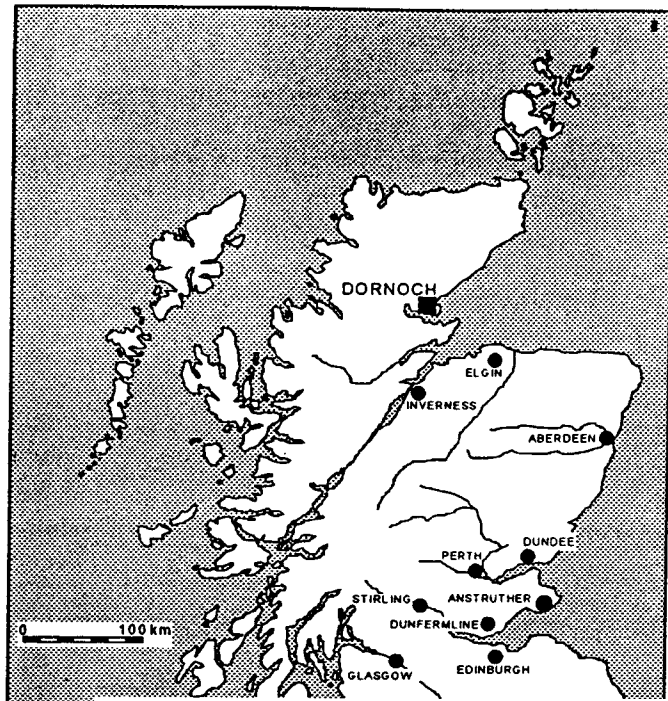 DORNOCH
ELGIN
INVERNESS
ABERDEEN
DUNDEE
PERTH
STIRLING
ANSTRUTHER
DUNFERMLINE
GLASGOW
EDINBURGH
0 100 km